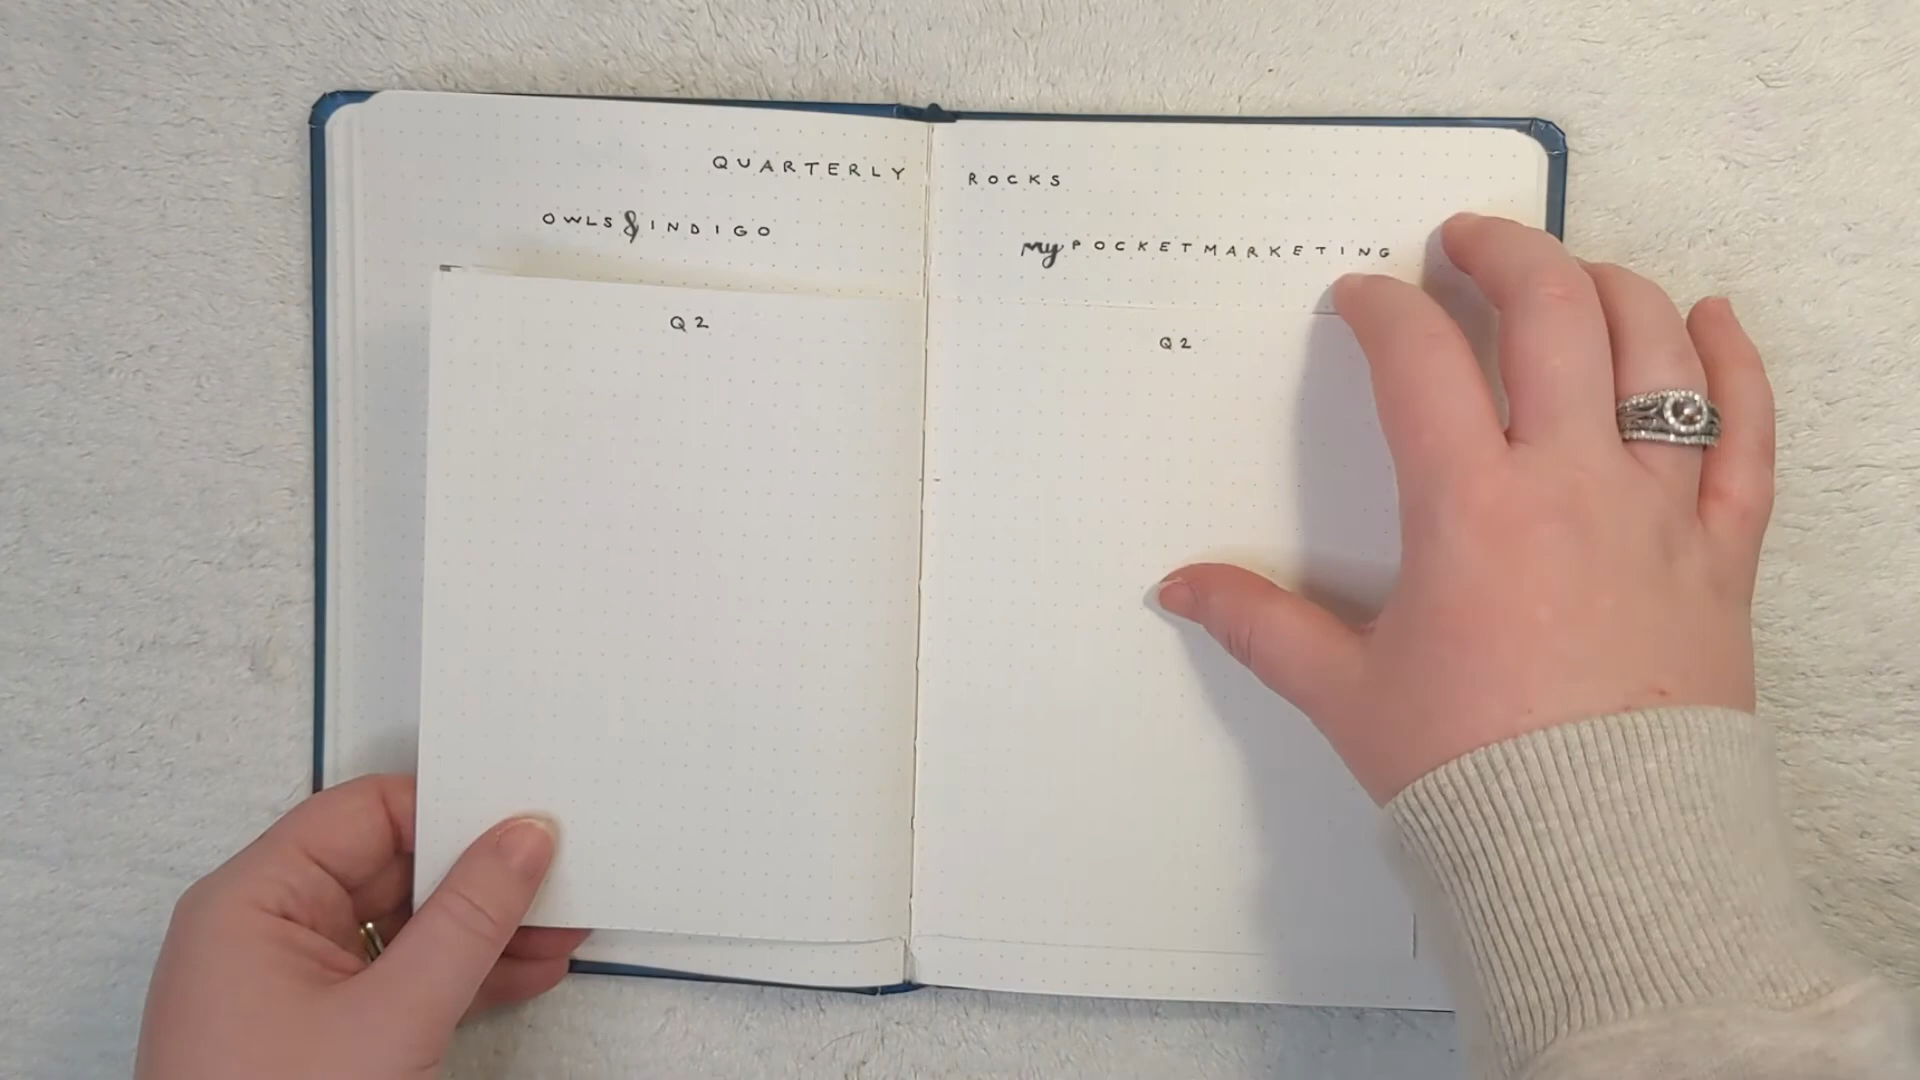 QUARTERLY ROCKS
OWLS & INDIGO
my POCKETMARKETING
Q2
Q2